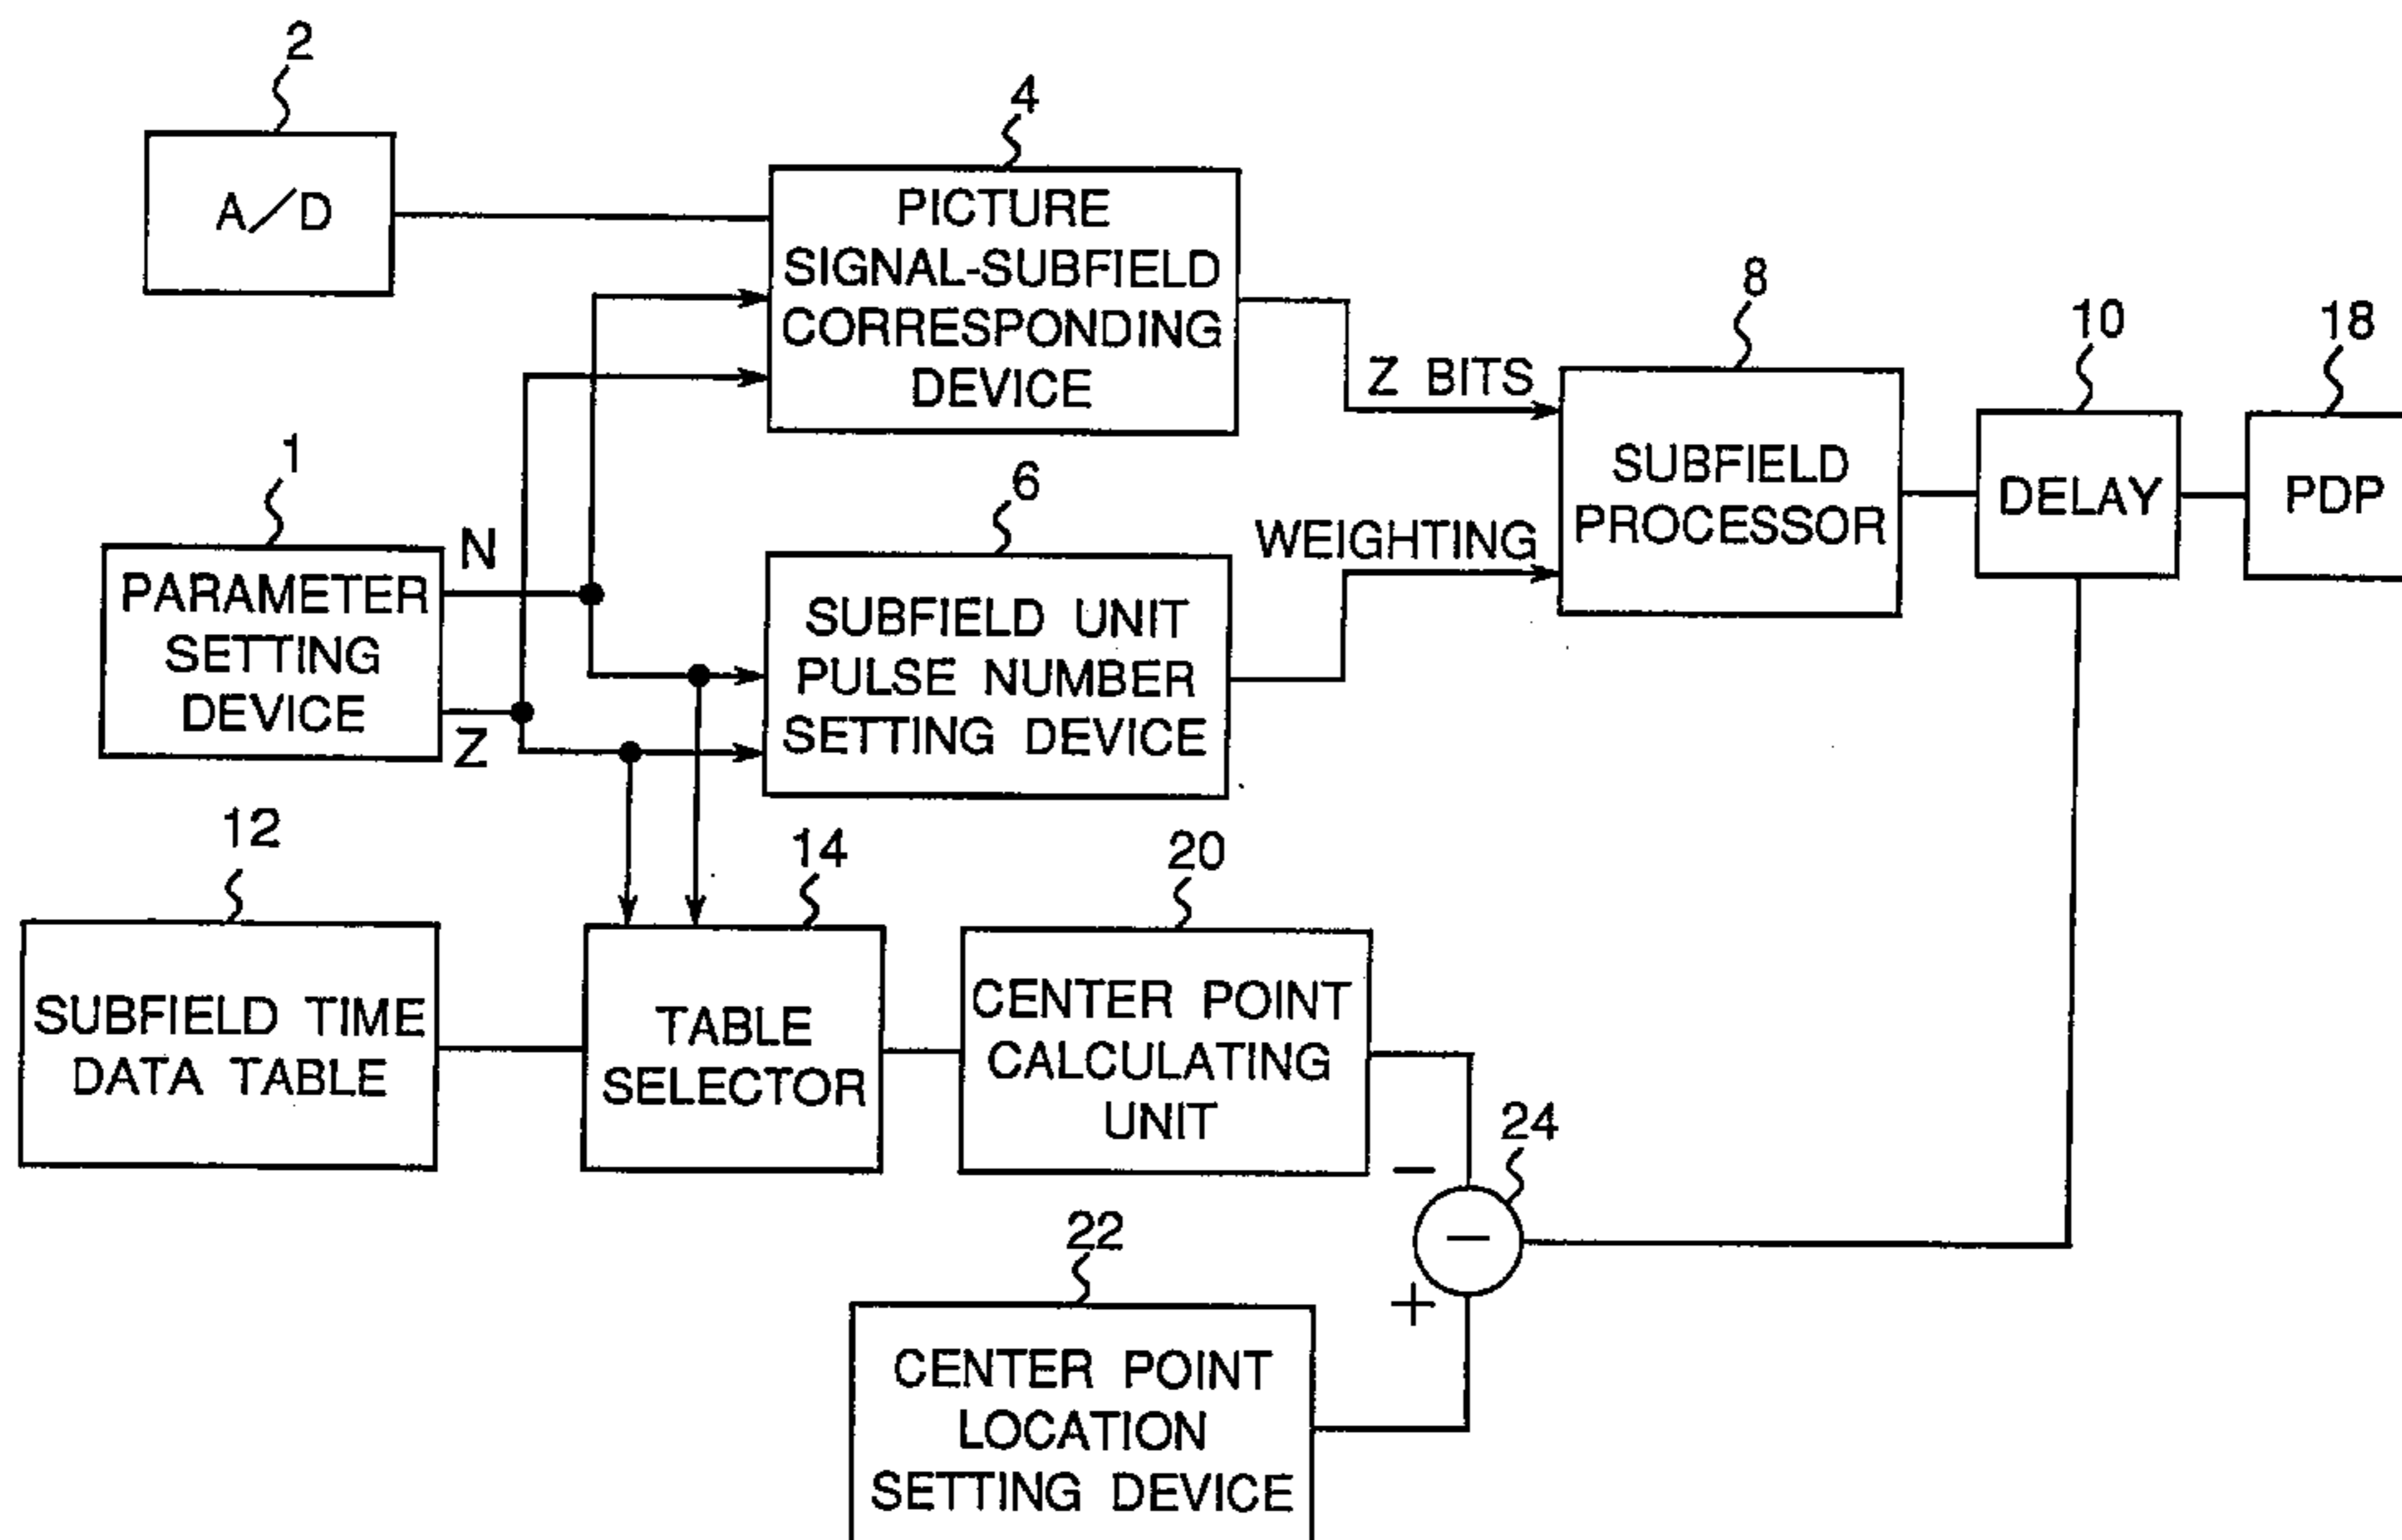 2
A/D
4
PICTURE
SIGNAL-SUBFIELD
CORRESPONDING
DEVICE
Z BITS
8
SUBFIELD
PROCESSOR
10
DELAY
18
PDP
1
PARAMETER
SETTING
DEVICE
N
Z
6
SUBFIELD UNIT
PULSE NUMBER
SETTING DEVICE
WEIGHTING
12
SUBFIELD TIME
DATA TABLE
14
TABLE
SELECTOR
20
CENTER POINT
CALCULATING
UNIT
−
24
−
+
22
CENTER POINT
LOCATION
SETTING DEVICE